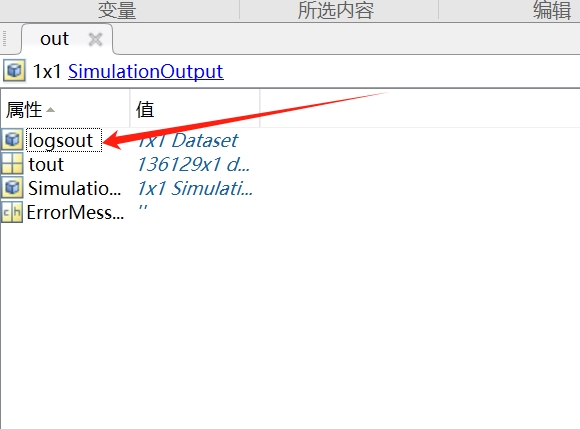 变量 所选内容 编辑
out
1x1 SimulationOutput
属性 值
logsout 1x1 Dataset
tout 136129x1 d...
Simulatio... 1x1 Simulati...
ch ErrorMess... ''